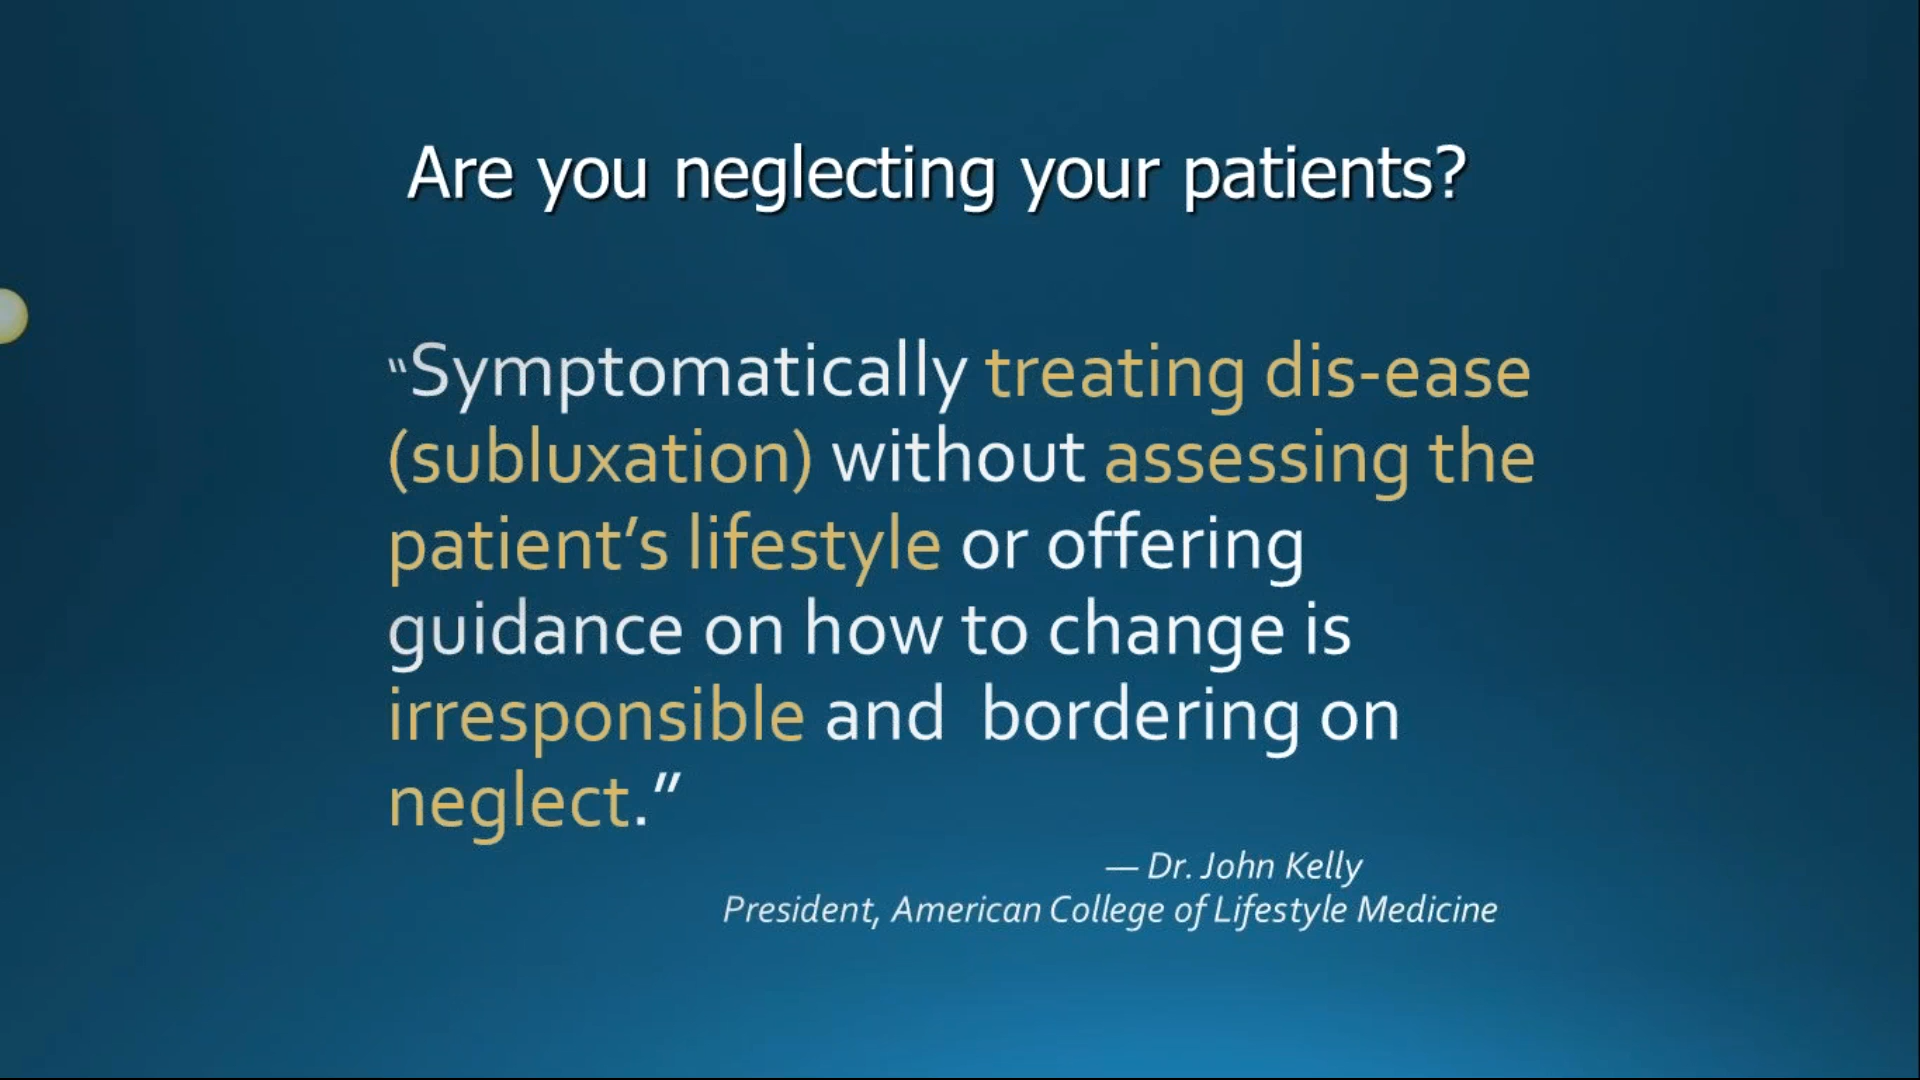 Are you neglecting your patients?
“Symptomatically treating dis-ease
(subluxation) without assessing the
patient’s lifestyle or offering
guidance on how to change is
irresponsible and  bordering on
neglect.”
— Dr. John Kelly
President, American College of Lifestyle Medicine